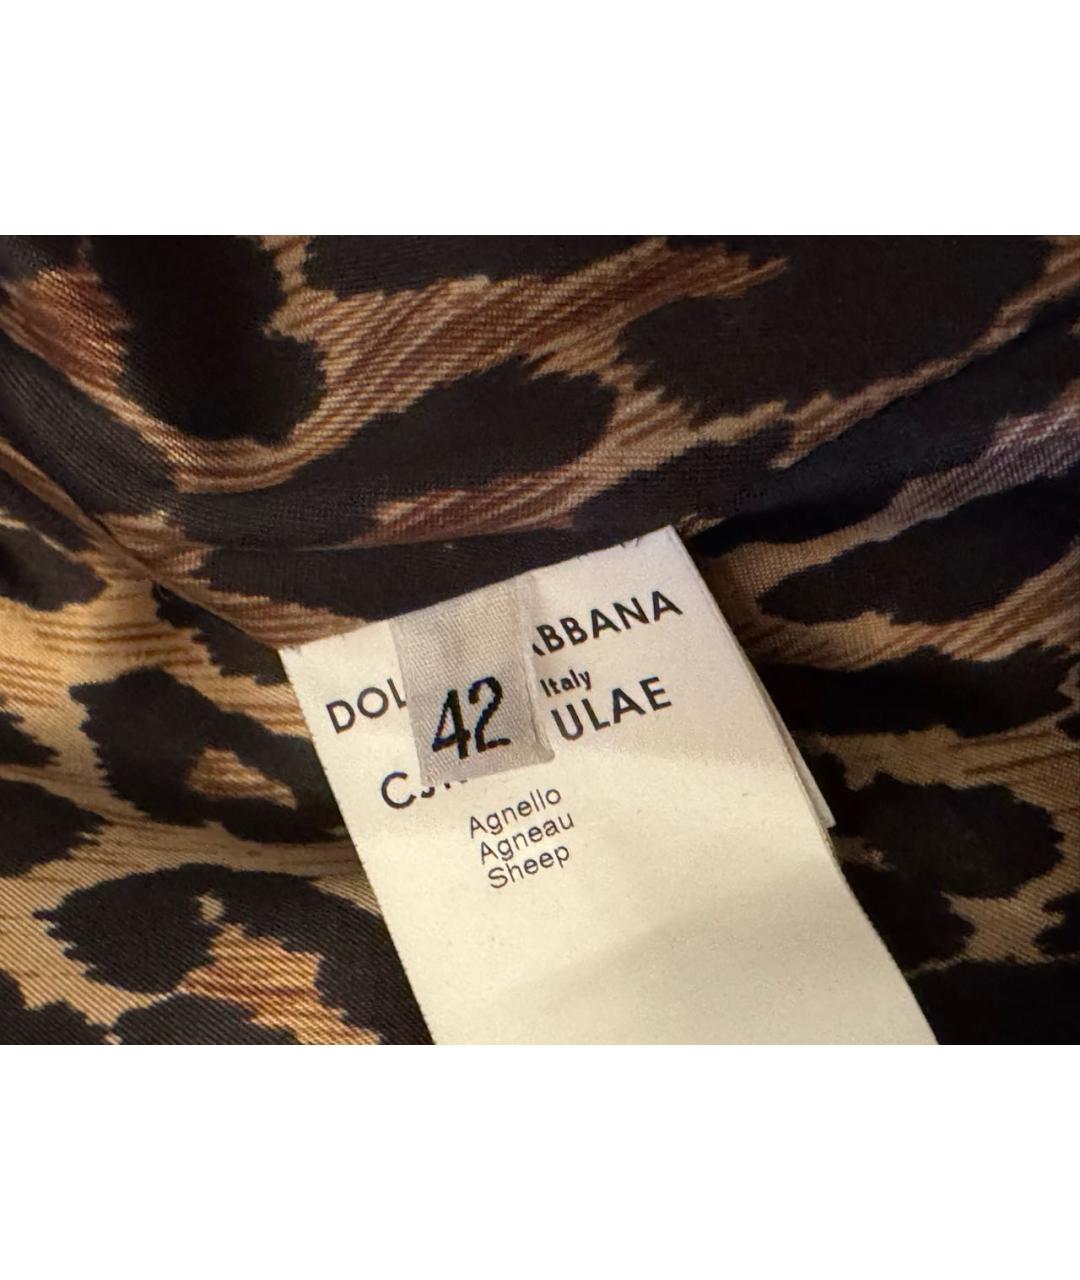 DOL ABBANA
42
Italy
ULAE
Agnello
Agneau
Sheep